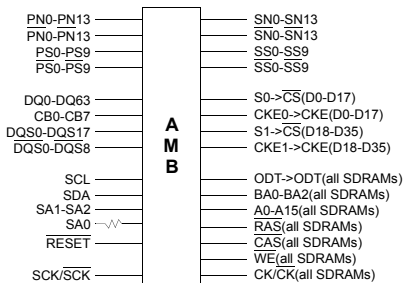 PN0-PN13
PN0-PN13
PS0-PS9
PS0-PS9
DQ0-DQ63
CB0-CB7
DQS0-DQS17
DQS0-DQS8
SCL
SDA
SA1-SA2
SA0
RESET
SCK/SCK
A
M
B
SN0-SN13
SN0-SN13
SS0-SS9
SS0-SS9
S0->CS(D0-D17)
CKE0->CKE(D0-D17)
S1->CS(D18-D35)
CKE1->CKE(D18-D35)
ODT->ODT(all SDRAMs)
BA0-BA2(all SDRAMs)
A0-A15(all SDRAMs)
RAS(all SDRAMs)
CAS(all SDRAMs)
WE(all SDRAMs)
CK/CK(all SDRAMs)